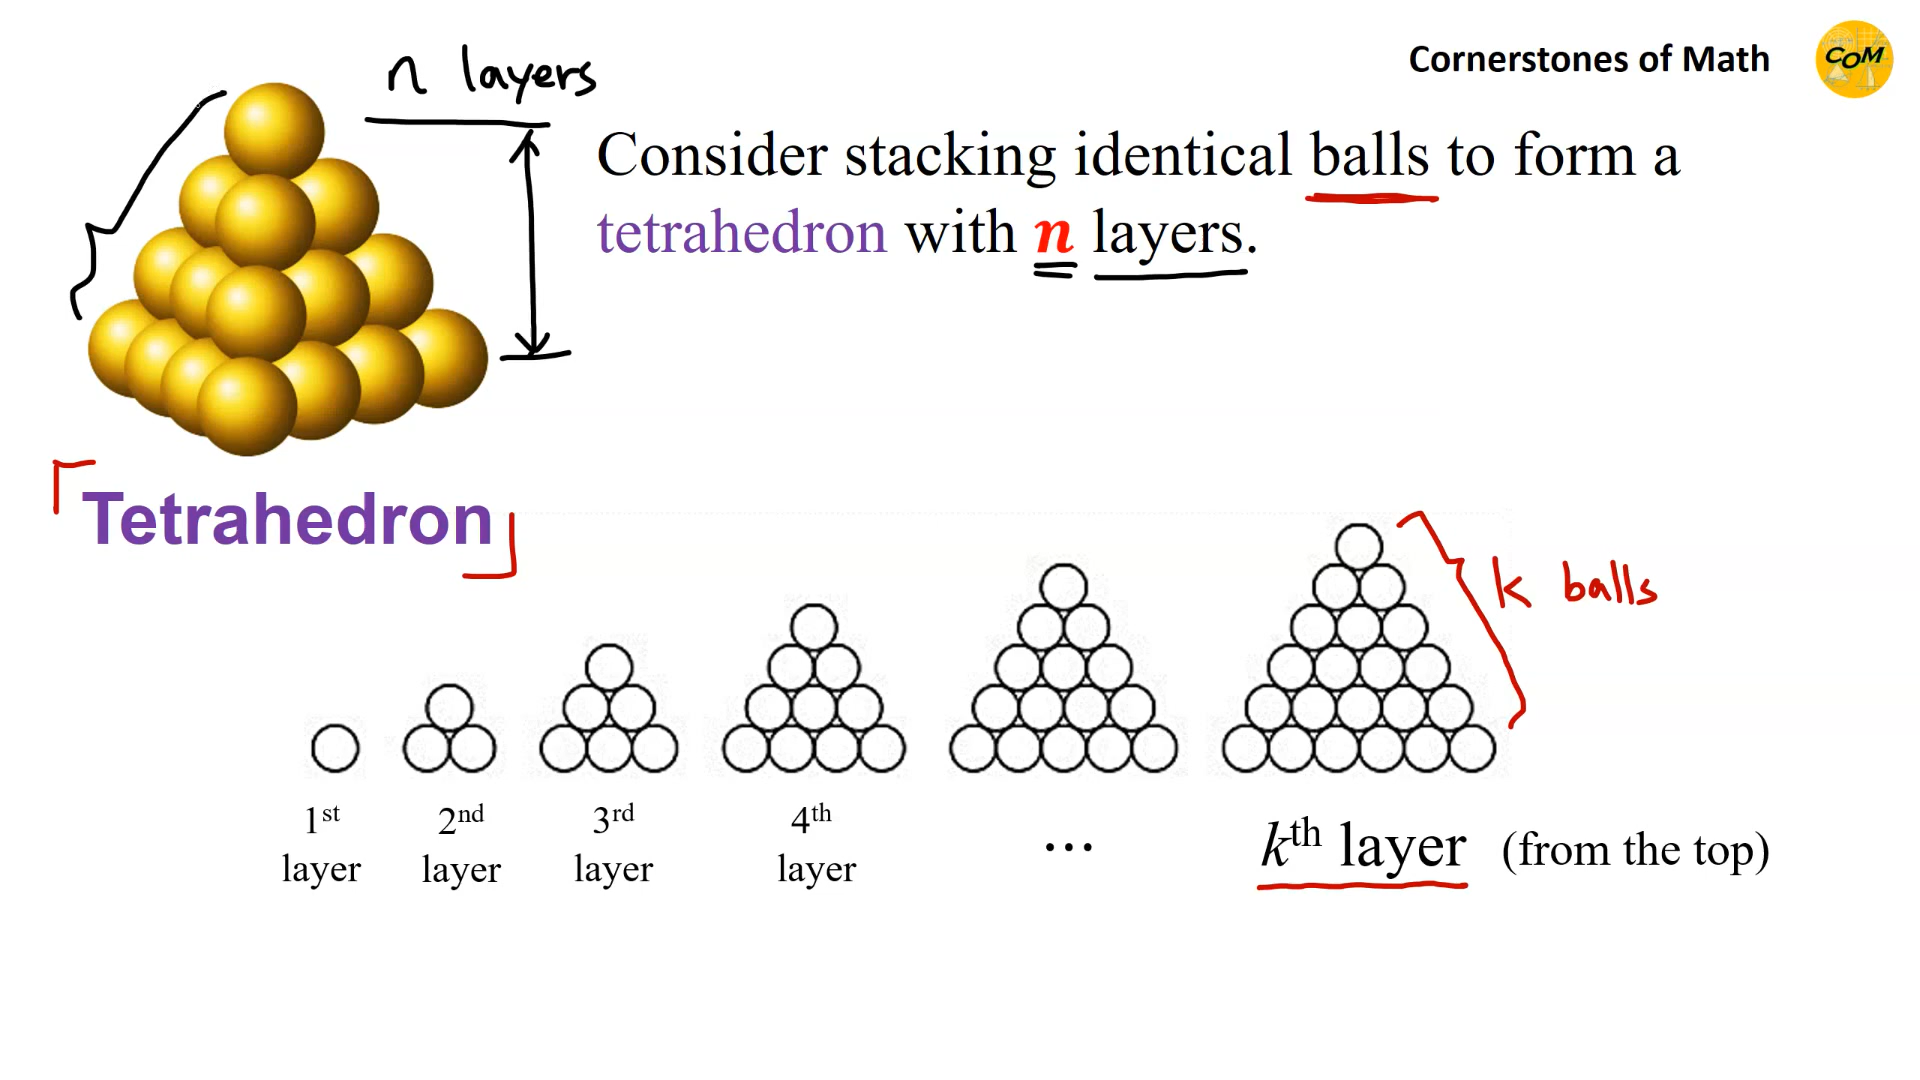 Cornerstones of Math
COM
n layers
Consider stacking identical balls to form a
tetrahedron with n layers.
Tetrahedron
k balls
1st layer
2nd layer
3rd layer
4th layer
...
kth layer (from the top)